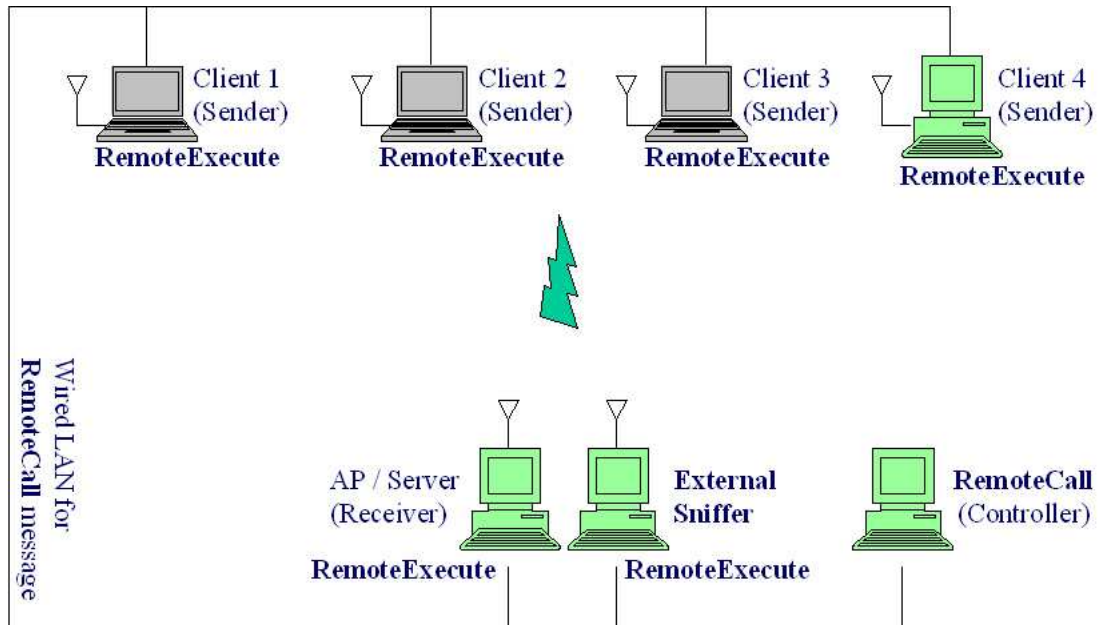 Client 1
(Sender)
RemoteExecute
Client 2
(Sender)
RemoteExecute
Client 3
(Sender)
RemoteExecute
Client 4
(Sender)
RemoteExecute
Wired LAN for
RemoteCall message
AP / Server
(Receiver)
RemoteExecute
External
Sniffer
RemoteExecute
RemoteCall
(Controller)